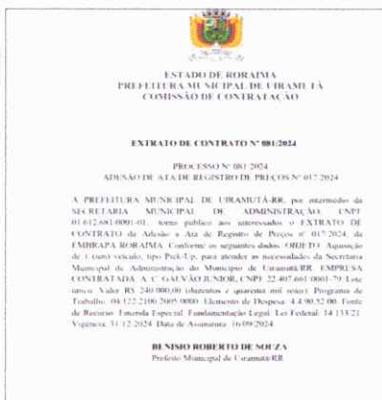 ESTADO DE RORAIMA
PREFEITURA MUNICIPAL DE UIRAMUTÃ
COMISSÃO DE CONTRATAÇÃO
EXTRATO DE CONTRATO Nº 081/2024
PROCESSO Nº 081/2024
ADESÃO DE ATA DE REGISTRO DE PREÇOS Nº 017/2024
A PREFEITURA MUNICIPAL DE UIRAMUTÃ-RR, por intermédio da
SECRETARIA MUNICIPAL DE ADMINISTRAÇÃO, CNPJ:
01.612.681/0001-01, torna público aos interessados o EXTRATO DE
CONTRATO da Adesão a Ata de Registro de Preços nº 017/2024, da
EMBRAPA RORAIMA. Conforme os seguintes dados: OBJETO: Aquisição
de 1 (um) veículo, tipo Pick-Up, para atender as necessidades da Secretaria
Municipal de Administração do Município de Uiramutã/RR. EMPRESA
CONTRATADA: A. C. GALVÃO JUNIOR, CNPJ: 22.407.661/0001-79. Lote
único. Valor R$ 240.000,00 (duzentos e quarenta mil reais). Programa de
Trabalho: 04.122.2100.2005.0000. Elemento de Despesa: 4.4.90.52.00. Fonte
de Recurso: Emenda Especial. Fundamentação Legal: Lei Federal: 14.133/21.
Vigência: 31/12/2024. Data de Assinatura: 16/09/2024.
BENISIO ROBERTO DE SOUZA
Prefeito Municipal de Uiramutã/RR